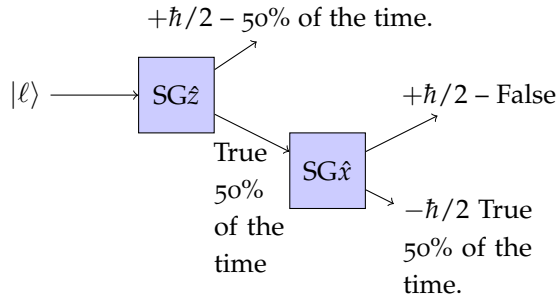 +ħ/2 – 50% of the time.
|ℓ⟩
SGẑ
+ħ/2 – False
True
50%
of the
time
SGx̂
−ħ/2 True
50% of the
time.